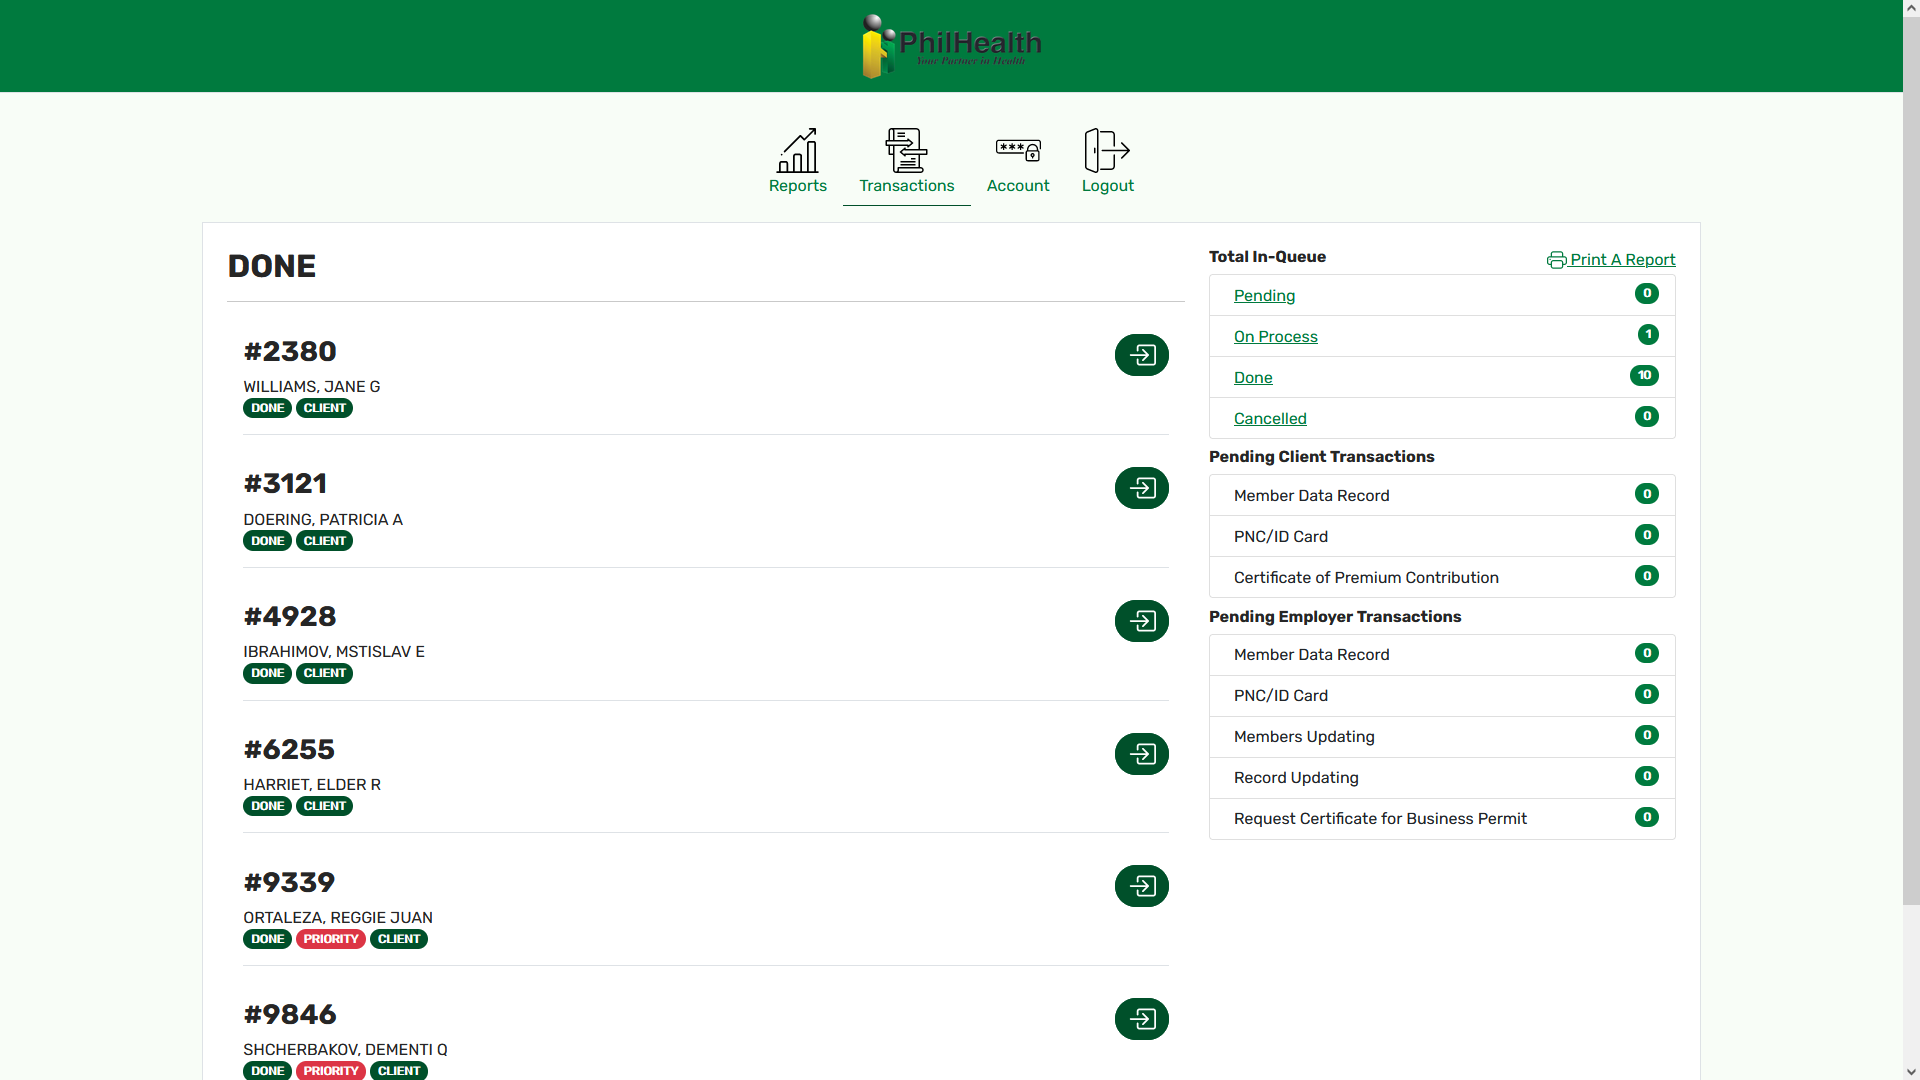 PhilHealth
Your Partner in Health
Reports
Transactions
***
Account
Logout
DONE
#2380
WILLIAMS, JANE G
DONE CLIENT
#3121
DOERING, PATRICIA A
DONE CLIENT
#4928
IBRAHIMOV, MSTISLAV E
DONE CLIENT
#6255
HARRIET, ELDER R
DONE CLIENT
#9339
ORTALEZA, REGGIE JUAN
DONE PRIORITY CLIENT
#9846
SHCHERBAKOV, DEMENTI Q
DONE PRIORITY CLIENT
Total In-Queue
Print A Report
Pending 0
On Process 1
Done 10
Cancelled 0
Pending Client Transactions
Member Data Record 0
PNC/ID Card 0
Certificate of Premium Contribution 0
Pending Employer Transactions
Member Data Record 0
PNC/ID Card 0
Members Updating 0
Record Updating 0
Request Certificate for Business Permit 0